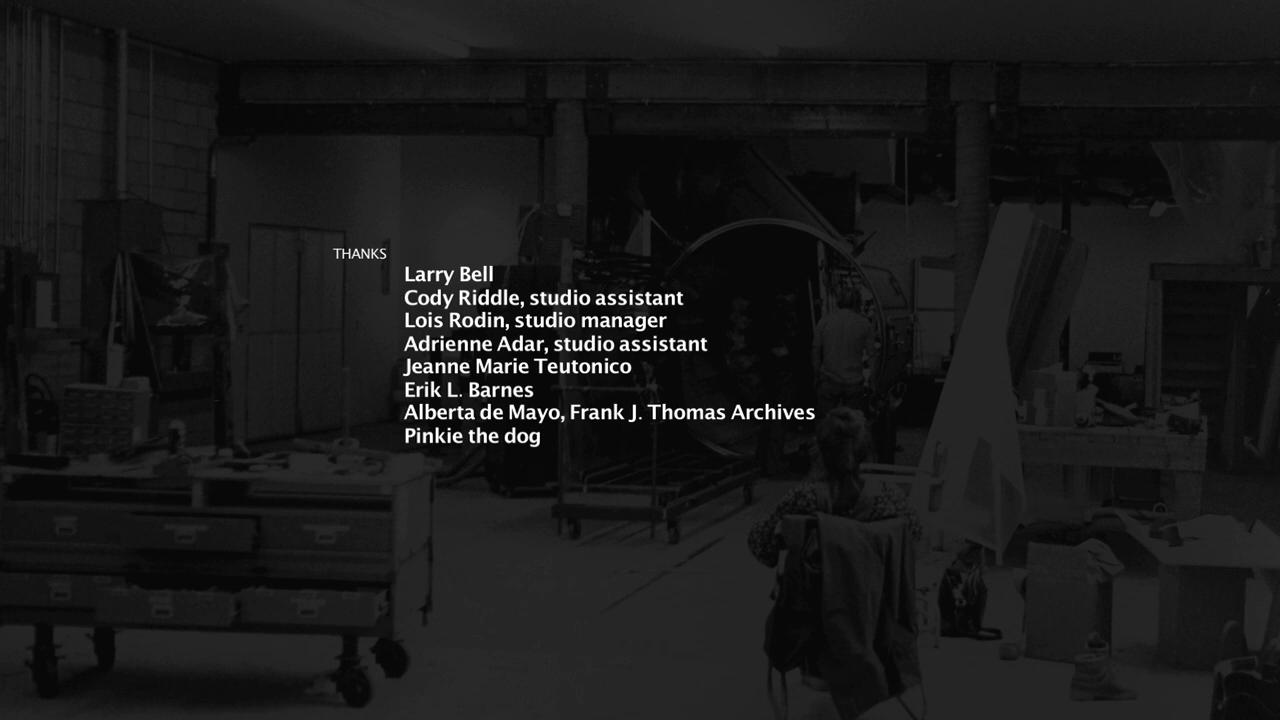 THANKS
Larry Bell
Cody Riddle, studio assistant
Lois Rodin, studio manager
Adrienne Adar, studio assistant
Jeanne Marie Teutonico
Erik L. Barnes
Alberta de Mayo, Frank J. Thomas Archives
Pinkie the dog